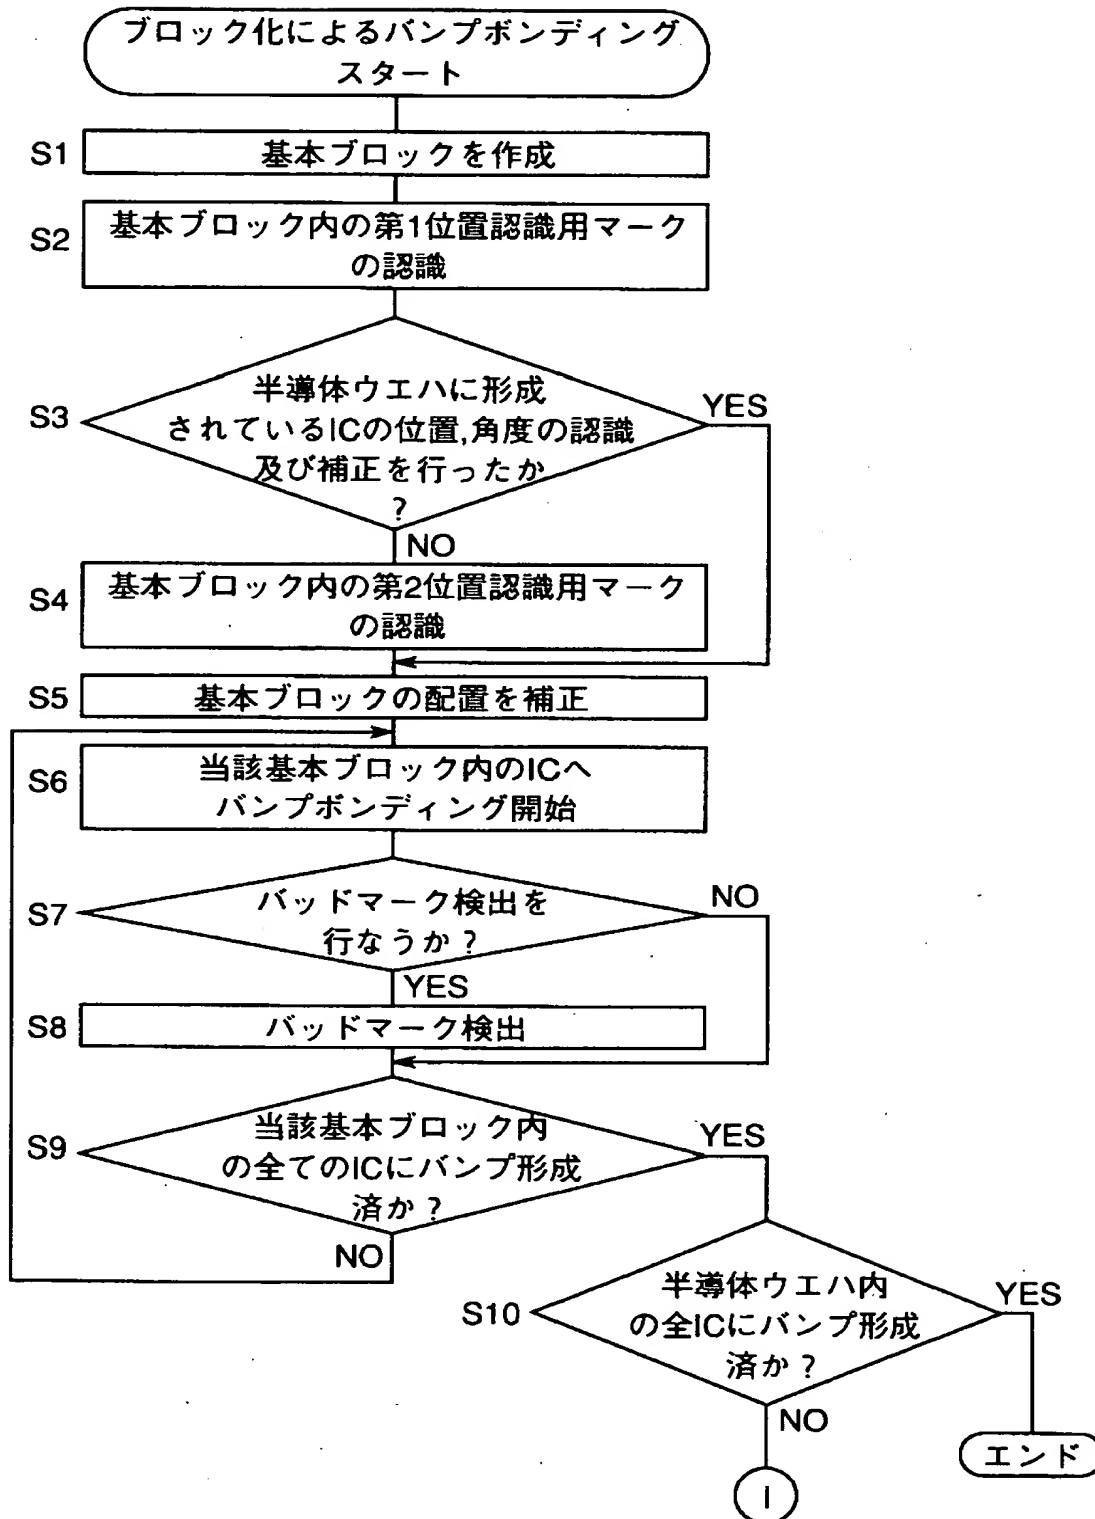 ブロック化によるバンプボンディング
スタート
S1
基本ブロックを作成
S2
基本ブロック内の第1位置認識用マーク
の認識
S3
半導体ウエハに形成
されているICの位置,角度の認識
及び補正を行ったか
?
YES
NO
S4
基本ブロック内の第2位置認識用マーク
の認識
S5
基本ブロックの配置を補正
S6
当該基本ブロック内のICへ
バンプボンディング開始
S7
バッドマーク検出を
行なうか?
NO
YES
S8
バッドマーク検出
S9
当該基本ブロック内
の全てのICにバンプ形成
済か?
YES
NO
S10
半導体ウエハ内
の全ICにバンプ形成
済か?
YES
NO
エンド
I